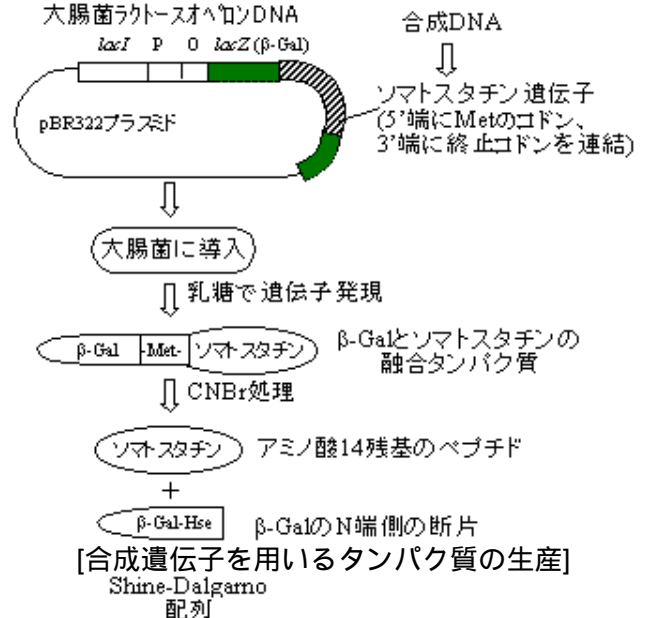 大腸菌ラクトースオペロンDNA
lacI P O lacZ(β-Gal)
合成DNA
ソマトスタチン遺伝子
(5'端にMetのコドン、
3'端に終止コドンを連結)
pBR322プラスミド
大腸菌に導入
乳糖で遺伝子発現
β-Gal -Met- ソマトスタチン
β-Galとソマトスタチンの
融合タンパク質
CNBr処理
ソマトスタチン アミノ酸14残基のペプチド
+
β-Gal-Hse β-GalのN端側の断片
[合成遺伝子を用いるタンパク質の生産]
Shine-Dalgarno
配列